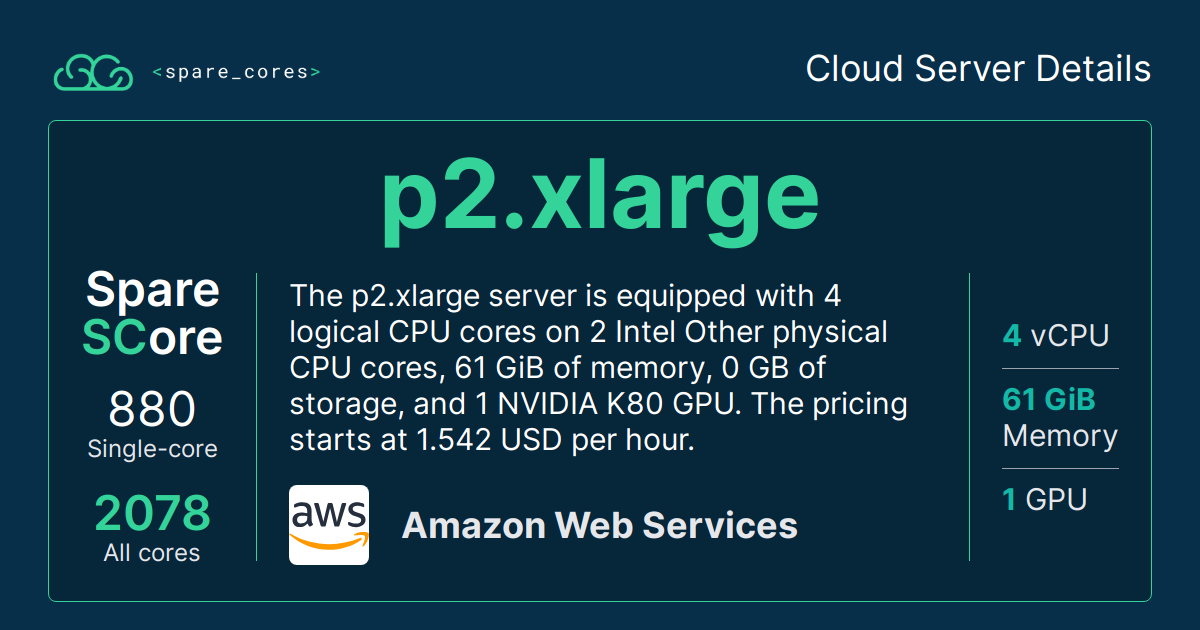 <spare_cores>
Cloud Server Details
p2.xlarge
Spare
SCore
880
Single-core
2078
All cores
The p2.xlarge server is equipped with 4
logical CPU cores on 2 Intel Other physical
CPU cores, 61 GiB of memory, 0 GB of
storage, and 1 NVIDIA K80 GPU. The pricing
starts at 1.542 USD per hour.
aws
Amazon Web Services
4 vCPU
61 GiB
Memory
1 GPU